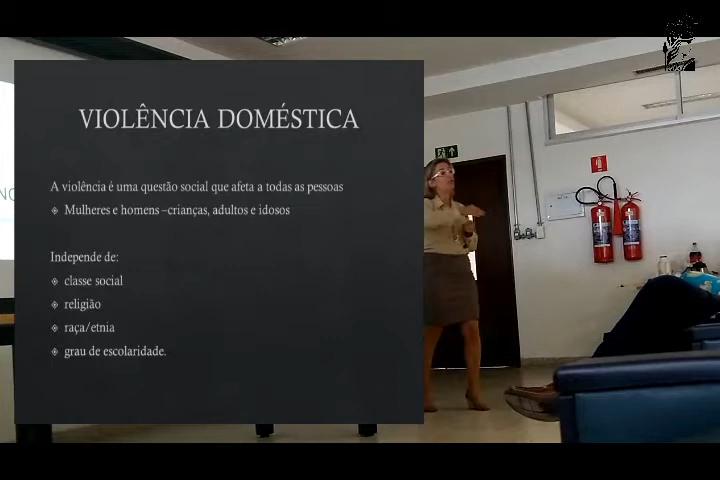 VIOLÊNCIA DOMÉSTICA
A violência é uma questão social que afeta a todas as pessoas
Mulheres e homens –crianças, adultos e idosos
Independe de:
classe social
religião
raça/etnia
grau de escolaridade.